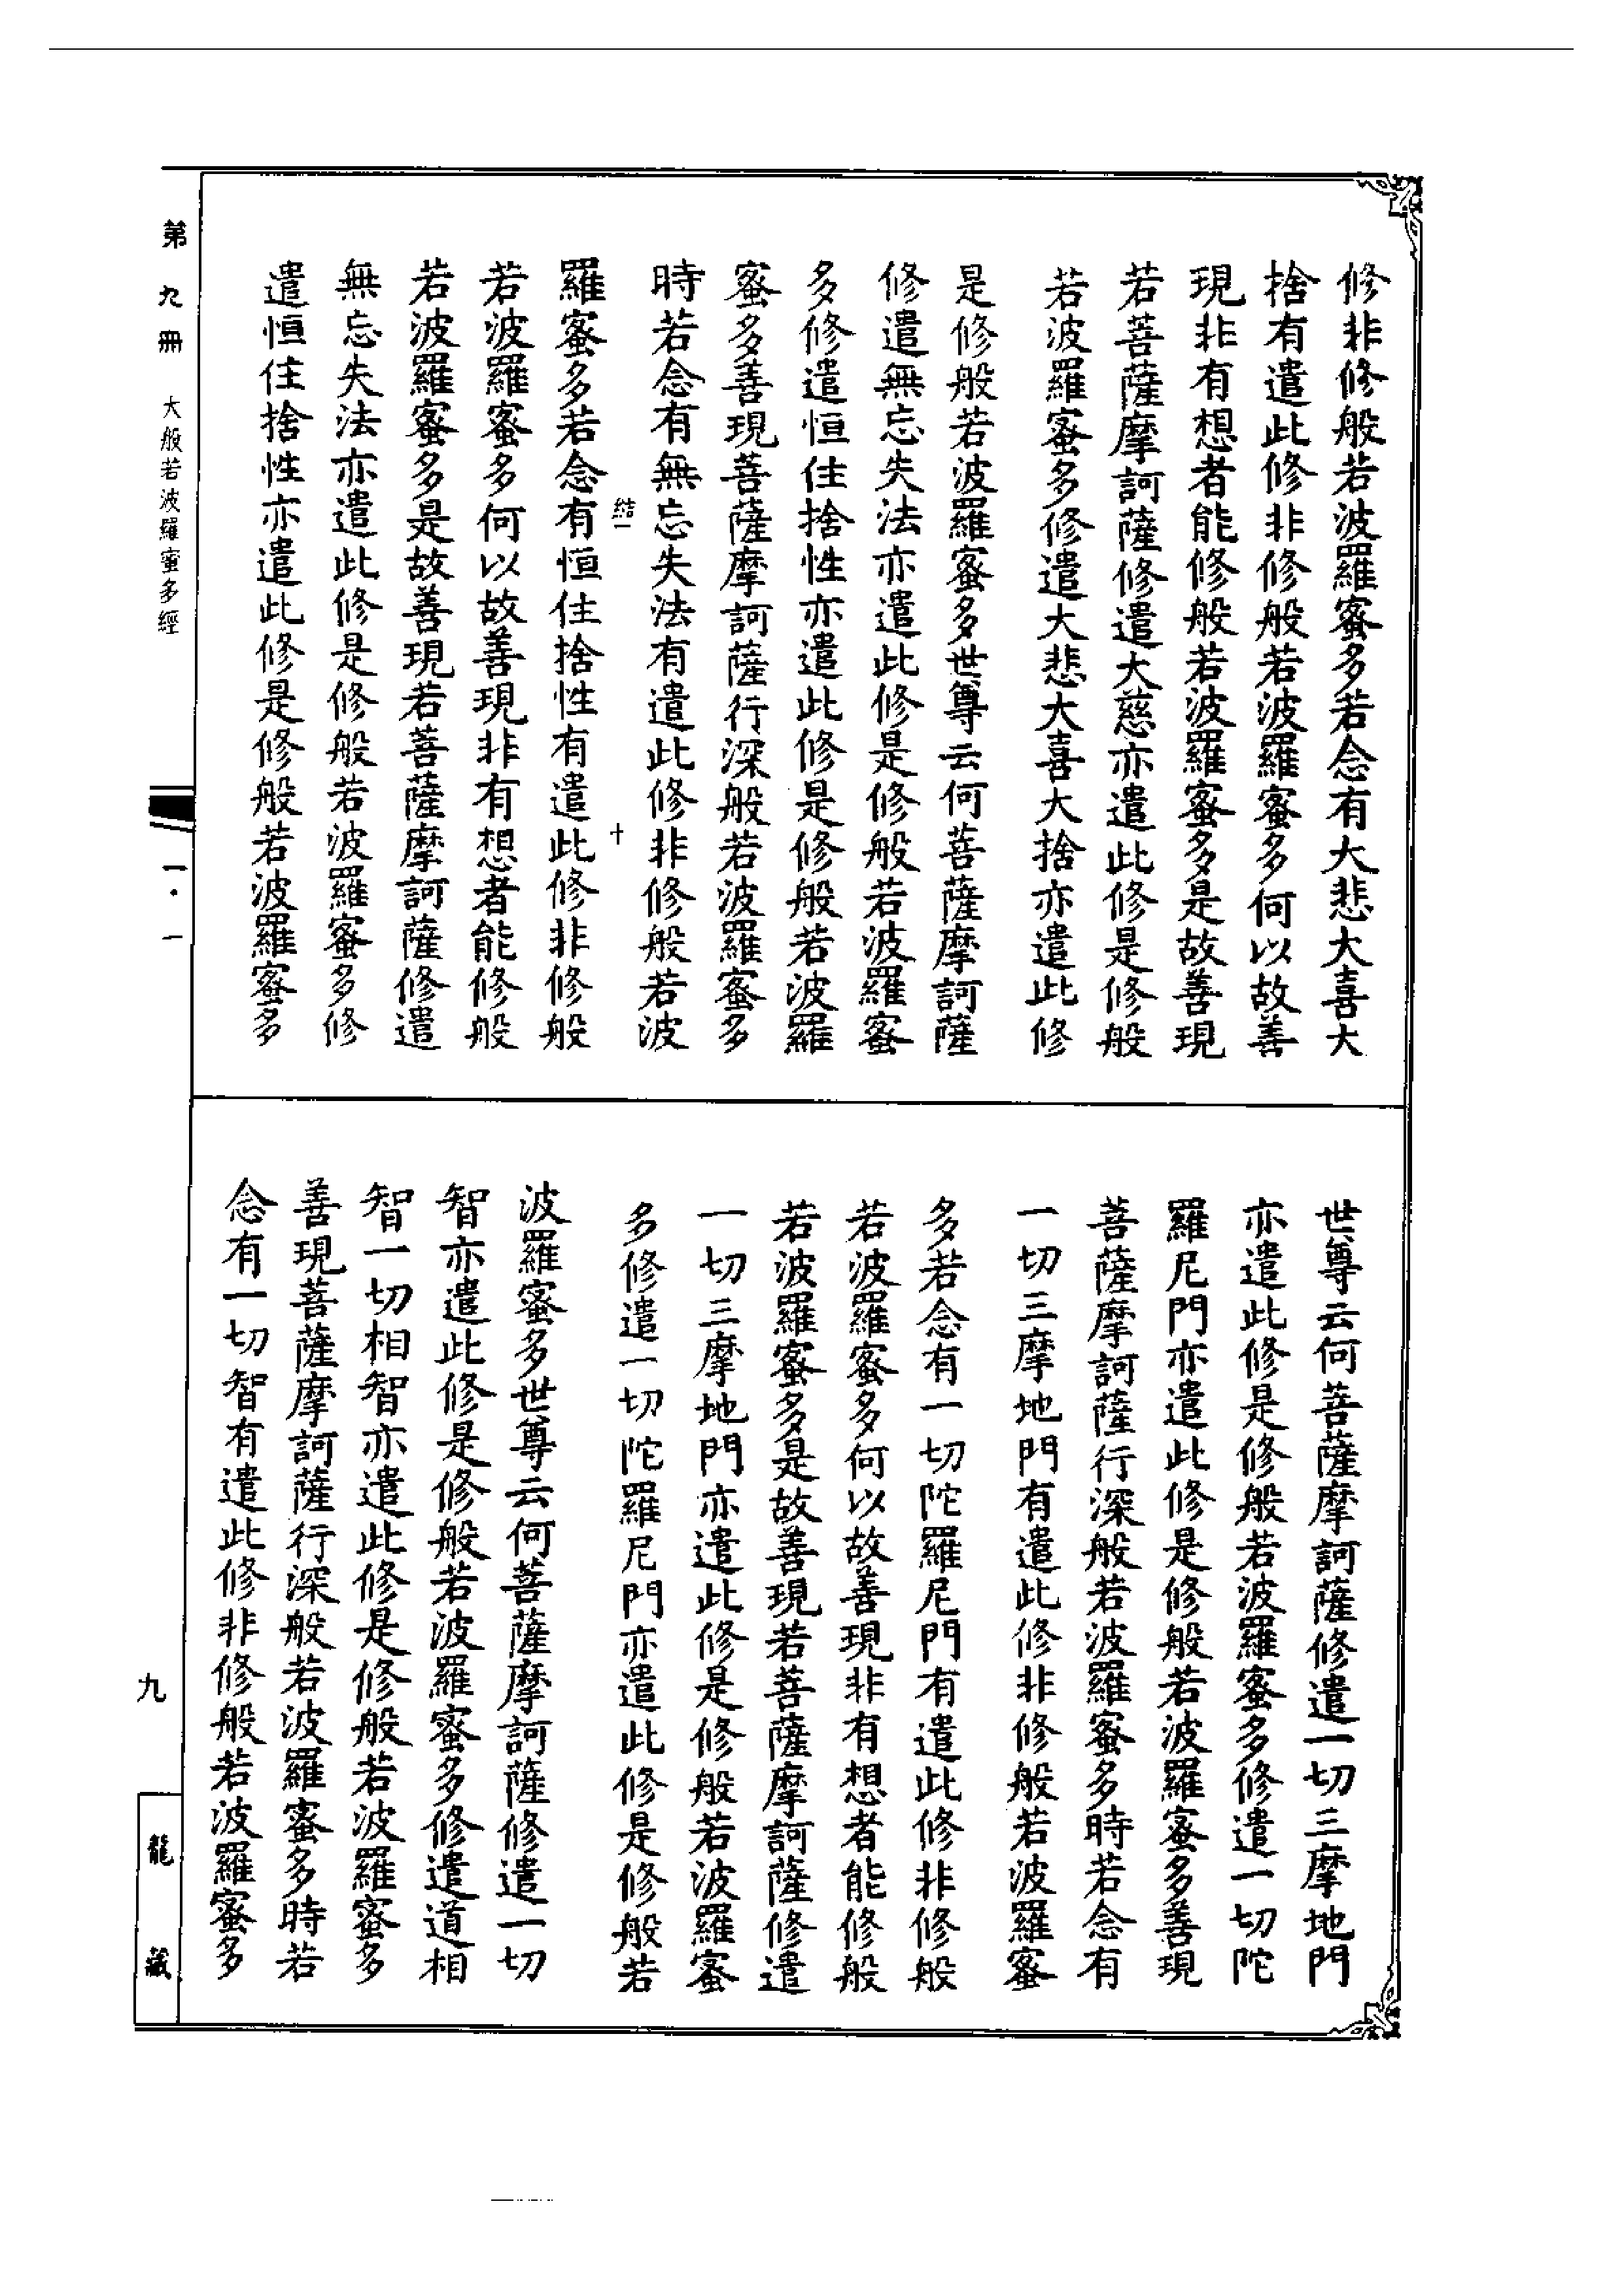 修非修般若波羅蜜多若念有大悲大喜大
捨有遣此修非修般若波羅蜜多何以故善
現非有想者能修般若波羅蜜多是故善現
若菩薩摩訶薩修遣大慈亦遣此修是修般
若波羅蜜多修遣大悲大喜大捨亦遣此修
是修般若波羅蜜多世尊云何菩薩摩訶薩
修遣無忘失法亦遣此修是修般若波羅蜜
多修遣恒住捨性亦遣此修是修般若波羅
蜜多善現菩薩摩訶薩行深般若波羅蜜多
時若念有無忘失法有遣此修非修般若波
結一 十
羅蜜多若念有恒住捨性有遣此修非修般
若波羅蜜多何以故善現非有想者能修般
若波羅蜜多是故善現若菩薩摩訶薩修遣
無忘失法亦遣此修是修般若波羅蜜多修
遣恒住捨性亦遣此修是修般若波羅蜜多
世尊云何菩薩摩訶薩修遣一切三摩地門
亦遣此修是修般若波羅蜜多修遣一切陀
羅尼門亦遣此修是修般若波羅蜜多善現
菩薩摩訶薩行深般若波羅蜜多時若念有
一切三摩地門有遣此修非修般若波羅蜜
多若念有一切陀羅尼門有遣此修非修般
若波羅蜜多何以故善現非有想者能修般
若波羅蜜多是故善現若菩薩摩訶薩修遣
一切三摩地門亦遣此修是修般若波羅蜜
多修遣一切陀羅尼門亦遣此修是修般若
波羅蜜多世尊云何菩薩摩訶薩修遣一切
智亦遣此修是修般若波羅蜜多修遣道相
智一切相智亦遣此修是修般若波羅蜜多
善現菩薩摩訶薩行深般若波羅蜜多時若
念有一切智有遣此修非修般若波羅蜜多
第九冊 大般若波羅蜜多經 一·一
九
龍藏